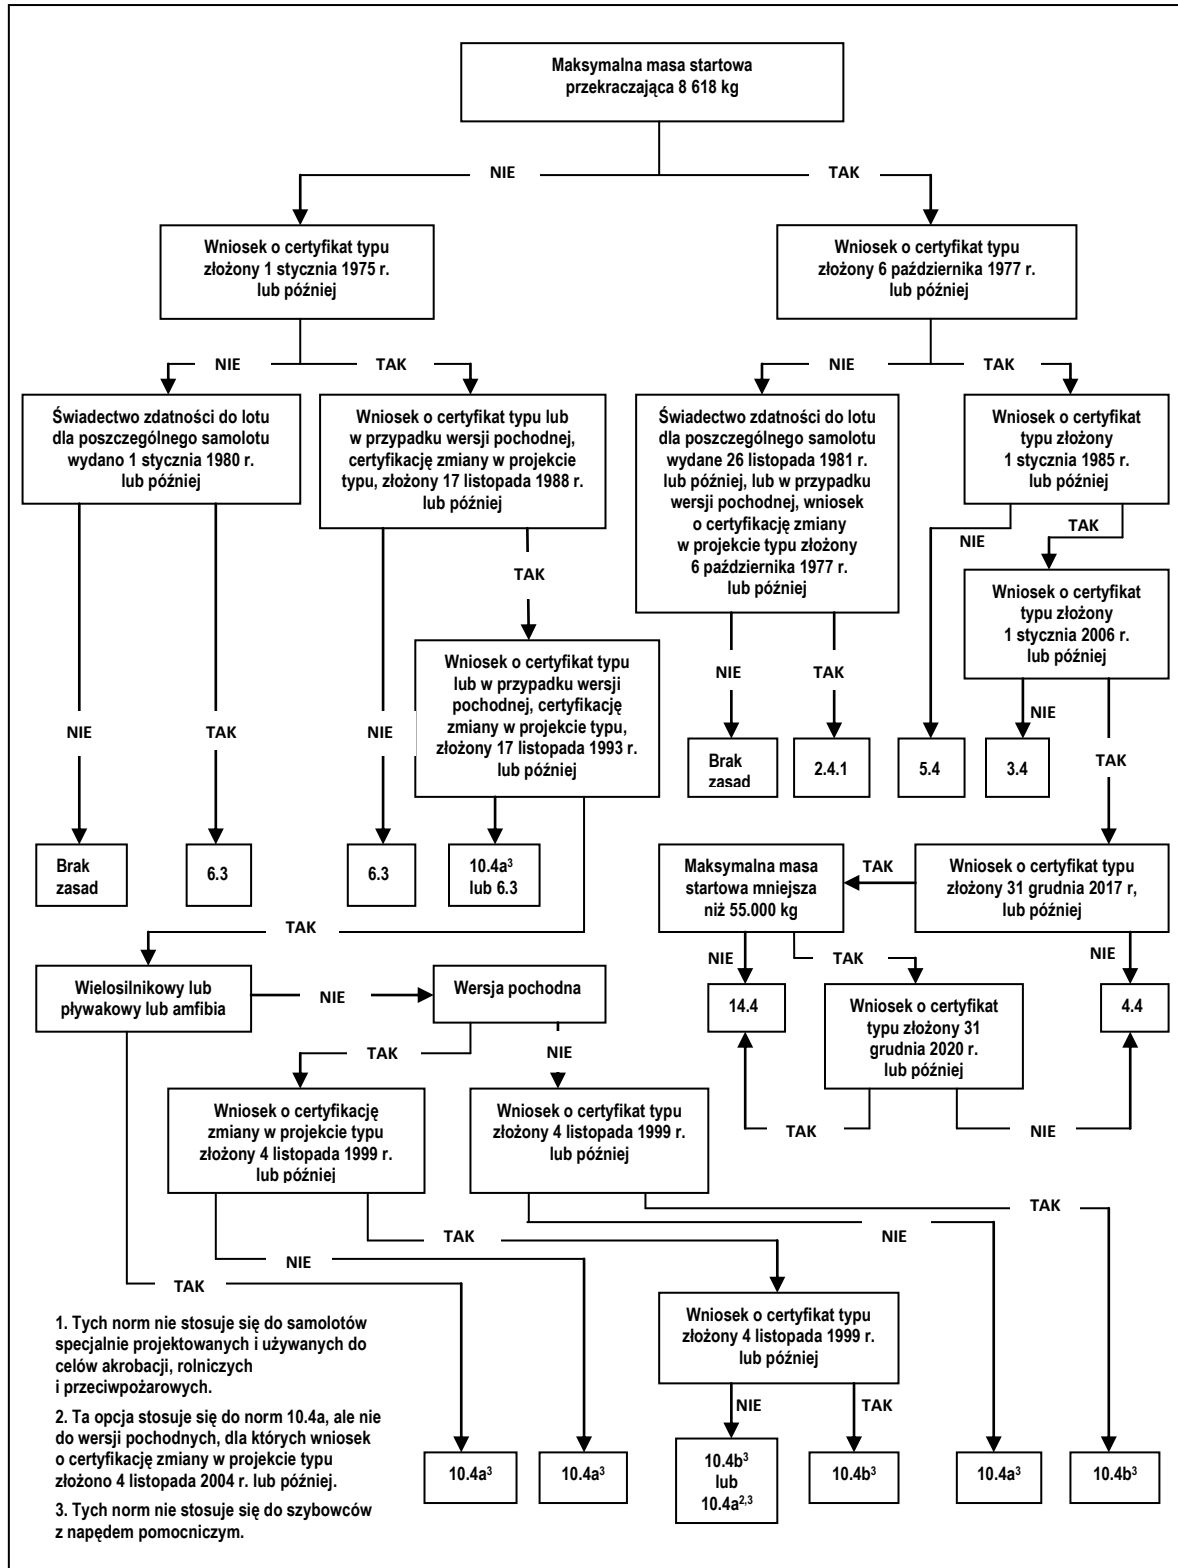 Maksymalna masa startowa
przekraczająca 8 618 kg
NIE
TAK
Wniosek o certyfikat typu
złożony 1 stycznia 1975 r.
lub później
Wniosek o certyfikat typu
złożony 6 października 1977 r.
lub później
NIE
TAK
NIE
TAK
Świadectwo zdatności do lotu
dla poszczególnego samolotu
wydano 1 stycznia 1980 r.
lub później
Wniosek o certyfikat typu lub
w przypadku wersji pochodnej,
certyfikację zmiany w projekcie
typu, złożony 17 listopada 1988 r.
lub później
Świadectwo zdatności do lotu
dla poszczególnego samolotu
wydane 26 listopada 1981 r.
lub później, lub w przypadku
wersji pochodnej, wniosek
o certyfikację zmiany
w projekcie typu złożony
6 października 1977 r.
lub później
Wniosek o certyfikat
typu złożony
1 stycznia 1985 r.
lub później
NIE
TAK
TAK
Wniosek o certyfikat
typu złożony
1 stycznia 2006 r.
lub później
Wniosek o certyfikat typu
lub w przypadku wersji
pochodnej, certyfikację
zmiany w projekcie typu,
złożony 17 listopada 1993 r.
lub później
NIE
TAK
NIE
TAK
NIE
NIE
TAK
Brak
zasad
2.4.1
5.4
3.4
Brak
zasad
6.3
6.3
10.4a³
lub 6.3
Maksymalna masa
startowa mniejsza
niż 55.000 kg
TAK
Wniosek o certyfikat typu
złożony 31 grudnia 2017 r,
lub później
TAK
NIE
TAK
NIE
Wielosilnikowy lub
pływakowy lub amfibia
NIE
Wersja pochodna
14.4
Wniosek o certyfikat
typu złożony 31
grudnia 2020 r.
lub później
4.4
TAK
NIE
Wniosek o certyfikację
zmiany w projekcie typu
złożony 4 listopada 1999 r.
lub później
Wniosek o certyfikat typu
złożony 4 listopada 1999 r.
lub później
TAK
NIE
TAK
NIE
TAK
NIE
TAK
Wniosek o certyfikat typu
złożony 4 listopada 1999 r.
lub później
NIE
TAK
1. Tych norm nie stosuje się do samolotów
specjalnie projektowanych i używanych do
celów akrobacji, rolniczych
i przeciwpożarowych.
2. Ta opcja stosuje się do norm 10.4a, ale nie
do wersji pochodnych, dla których wniosek
o certyfikację zmiany w projekcie typu
złożono 4 listopada 2004 r. lub później.
3. Tych norm nie stosuje się do szybowców
z napędem pomocniczym.
10.4a³
10.4a³
10.4b³
lub
10.4a²,³
10.4b³
10.4a³
10.4b³